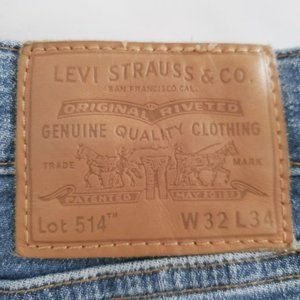 LEVI STRAUSS & CO.
SAN FRANCISCO, CAL.
ORIGINAL RIVETED
GENUINE QUALITY CLOTHING
TRADE MARK
PATENTED MAY 20 1873
Lot 514™ W32 L34